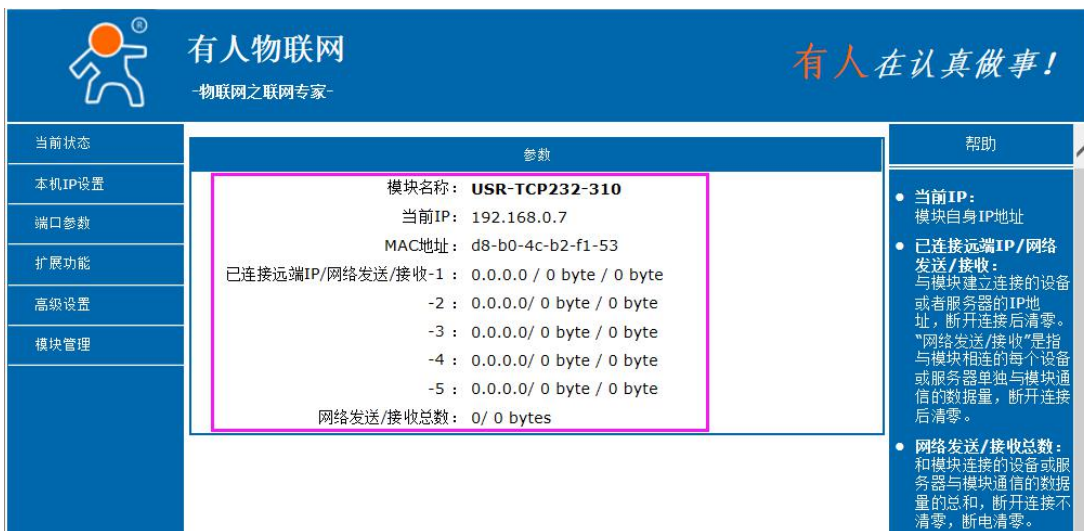 ®
有人物联网
-物联网之联网专家-
有人在认真做事!
当前状态
本机IP设置
端口参数
扩展功能
高级设置
模块管理
参数
模块名称: USR-TCP232-310
当前IP: 192.168.0.7
MAC地址: d8-b0-4c-b2-f1-53
已连接远端IP/网络发送/接收-1 : 0.0.0.0 / 0 byte / 0 byte
-2 : 0.0.0.0/ 0 byte / 0 byte
-3 : 0.0.0.0/ 0 byte / 0 byte
-4 : 0.0.0.0/ 0 byte / 0 byte
-5 : 0.0.0.0/ 0 byte / 0 byte
网络发送/接收总数: 0/ 0 bytes
帮助
● 当前IP:
模块自身IP地址
● 已连接远端IP/网络
发送/接收:
与模块建立连接的设备
或者服务器的IP地
址，断开连接后清零。
“网络发送/接收”是指
与模块相连的每个设备
或服务器单独与模块通
信的数据量，断开连接
后清零。
● 网络发送/接收总数:
和模块连接的设备或服
务器与模块通信的数据
量的总和，断开连接不
清零，断电清零。